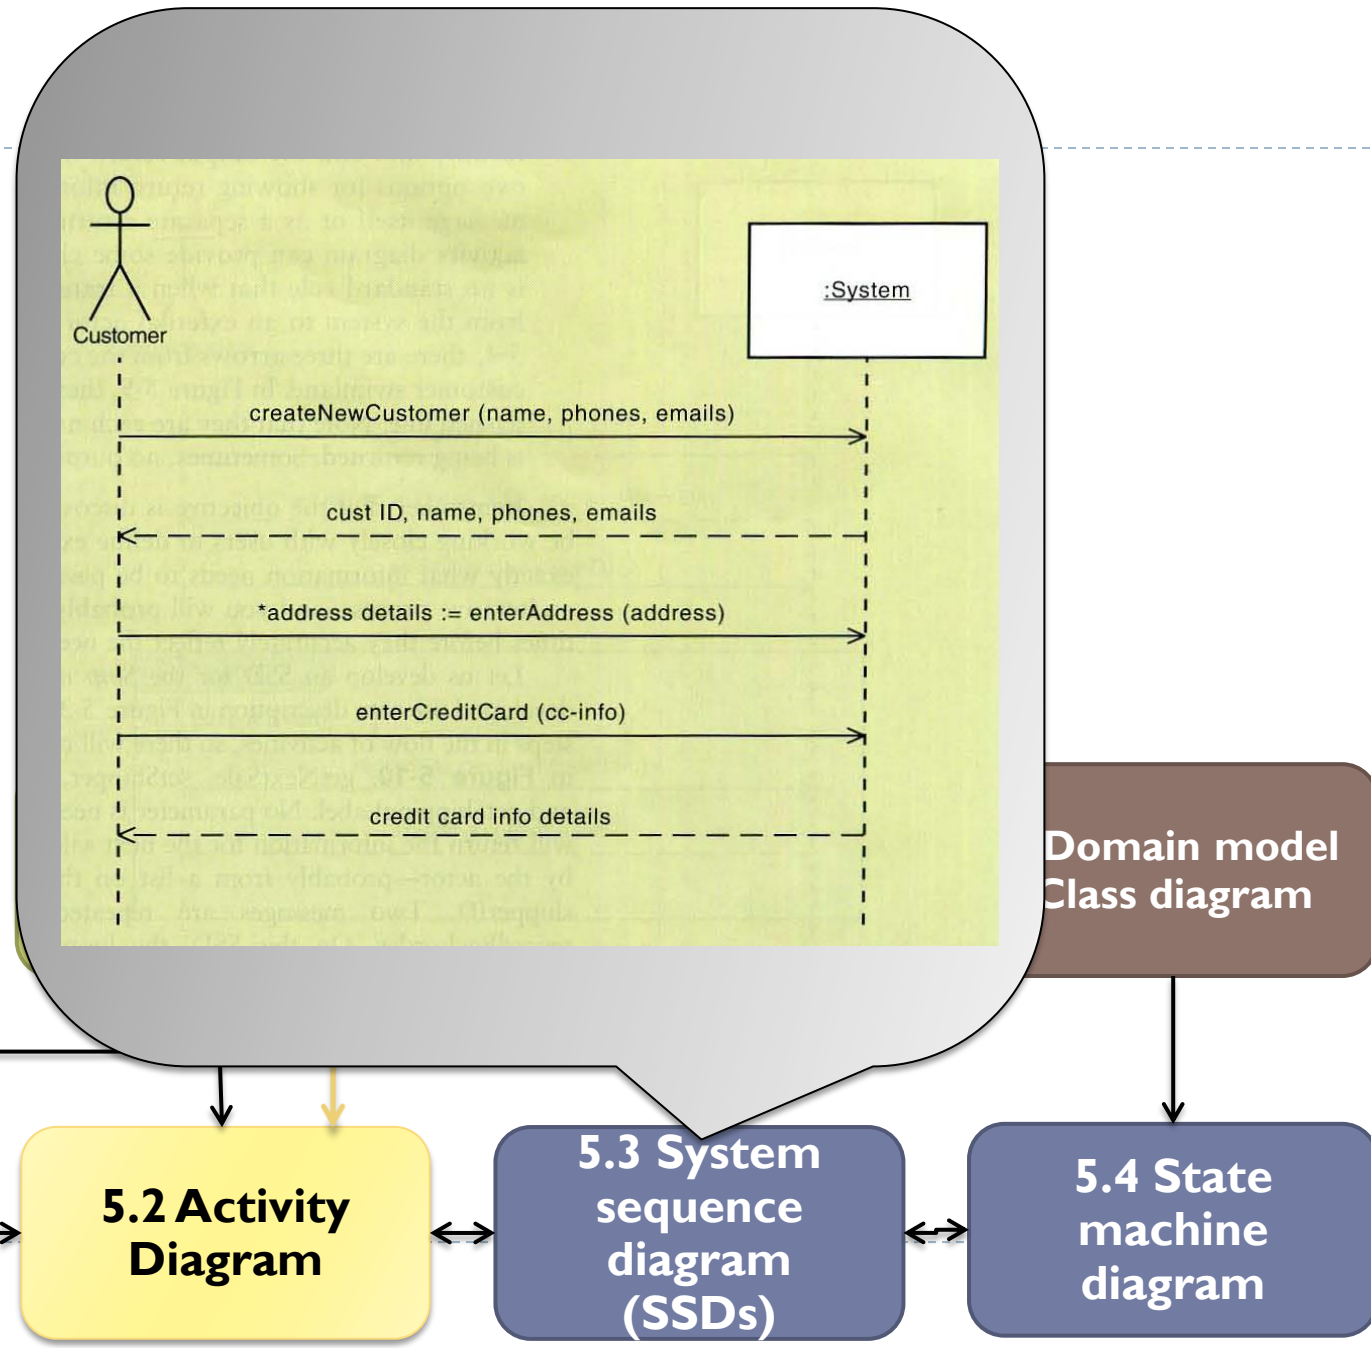 Customer
:System
createNewCustomer (name, phones, emails)
cust ID, name, phones, emails
*address details := enterAddress (address)
enterCreditCard (cc-info)
credit card info details
Domain model
Class diagram
5.2 Activity
Diagram
5.3 System
sequence
diagram
(SSDs)
5.4 State
machine
diagram